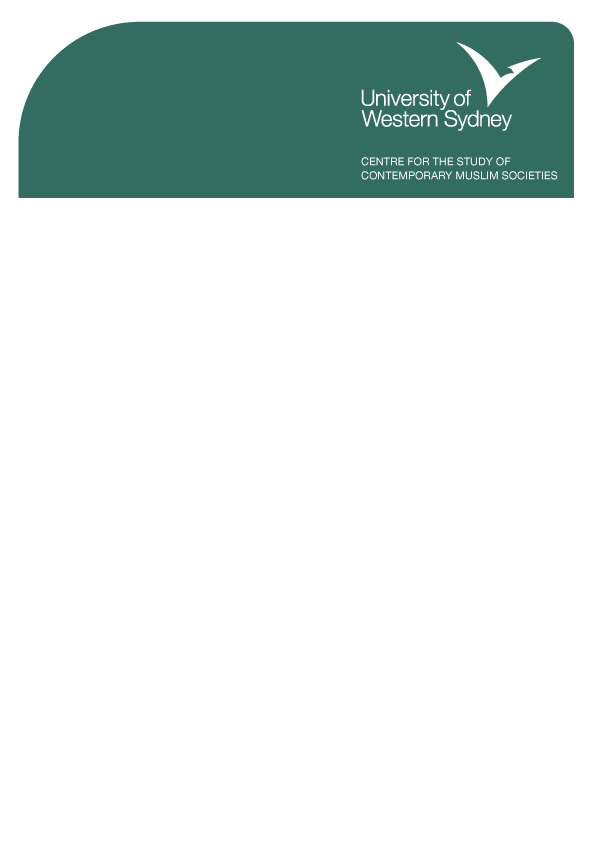 University of
Western Sydney
CENTRE FOR THE STUDY OF
CONTEMPORARY MUSLIM SOCIETIES